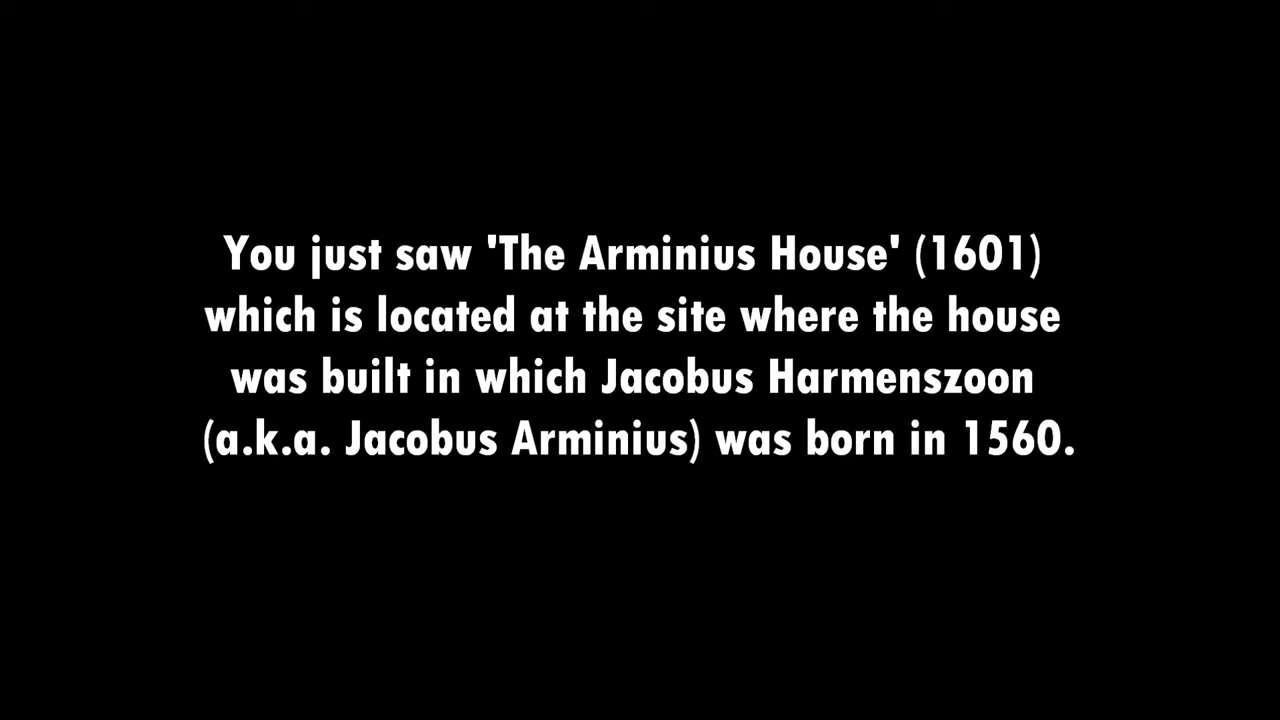 You just saw 'The Arminius House' (1601)
which is located at the site where the house
was built in which Jacobus Harmenszoon
(a.k.a. Jacobus Arminius) was born in 1560.